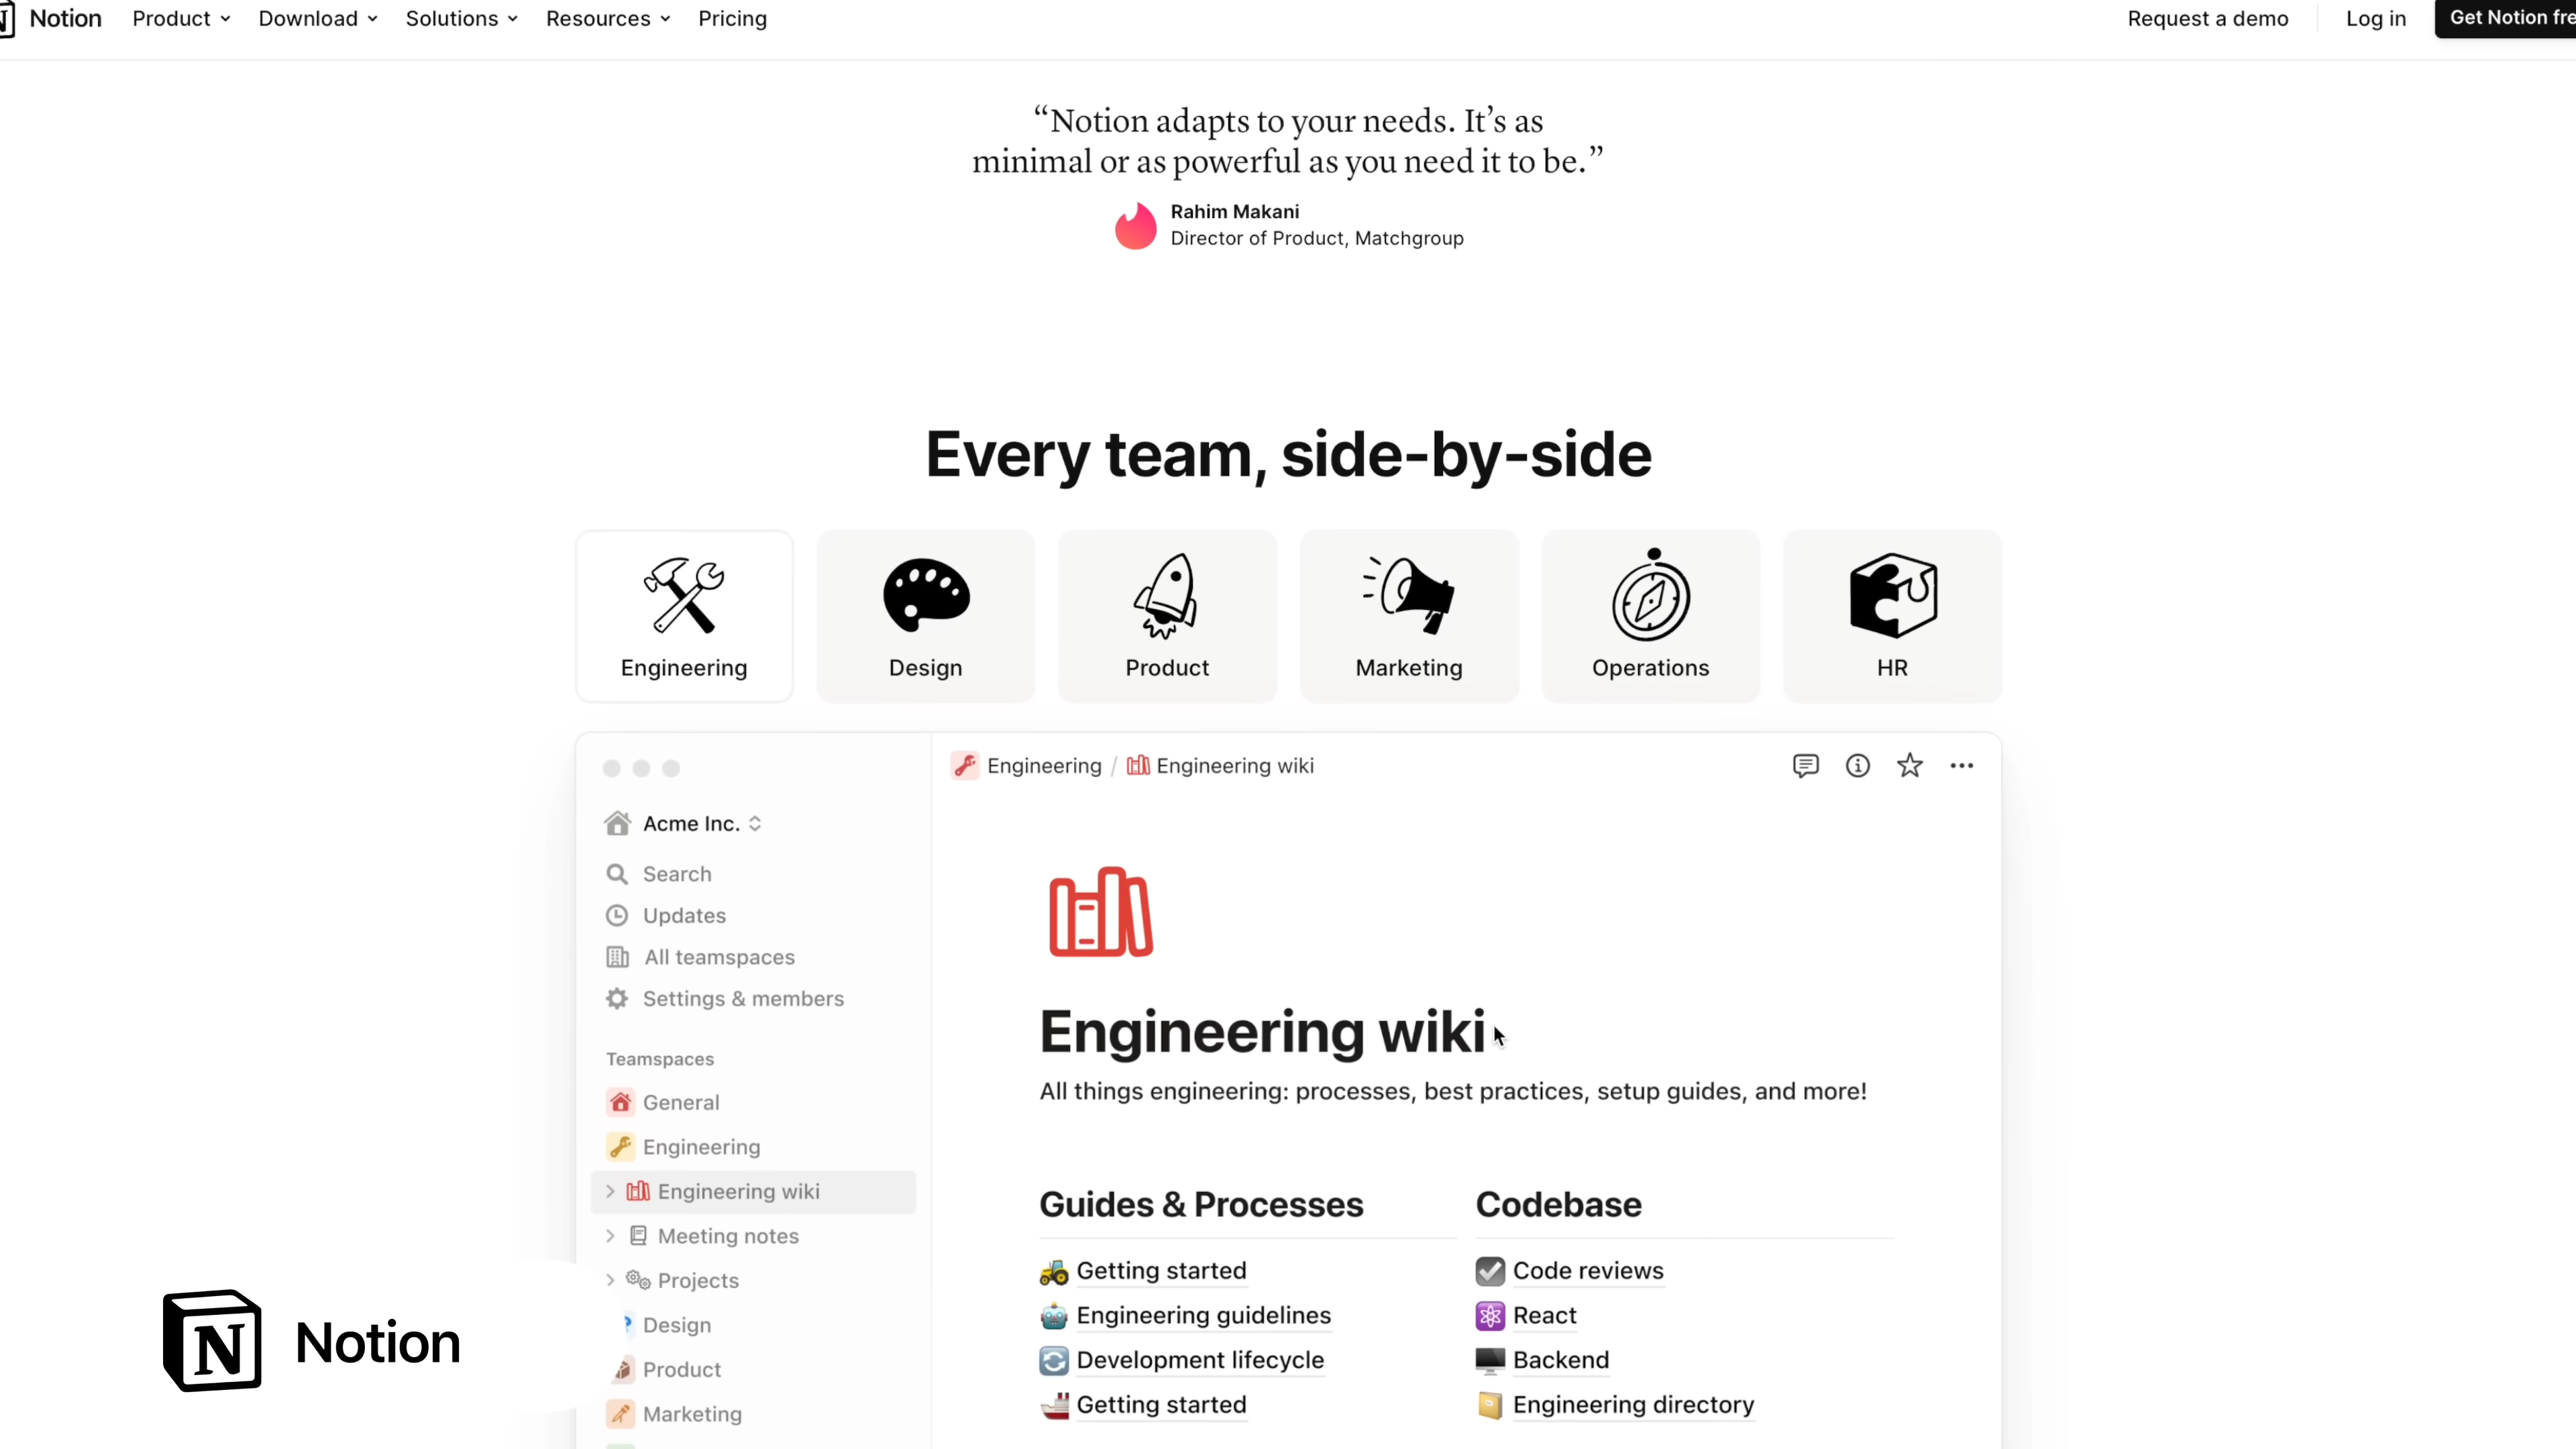 Notion Product Download Solutions Resources Pricing Request a demo Log in Get Notion fre
“Notion adapts to your needs. It’s as
minimal or as powerful as you need it to be.”
Rahim Makani
Director of Product, Matchgroup
Every team, side-by-side
Engineering Design Product Marketing Operations HR
Engineering / Engineering wiki
Acme Inc.
Search
Updates
All teamspaces
Settings & members
Teamspaces
General
Engineering
Engineering wiki
Meeting notes
Projects
Design
Product
Marketing
Engineering wiki
All things engineering: processes, best practices, setup guides, and more!
Guides & Processes
Getting started
Engineering guidelines
Development lifecycle
Getting started
Codebase
Code reviews
React
Backend
Engineering directory
N Notion